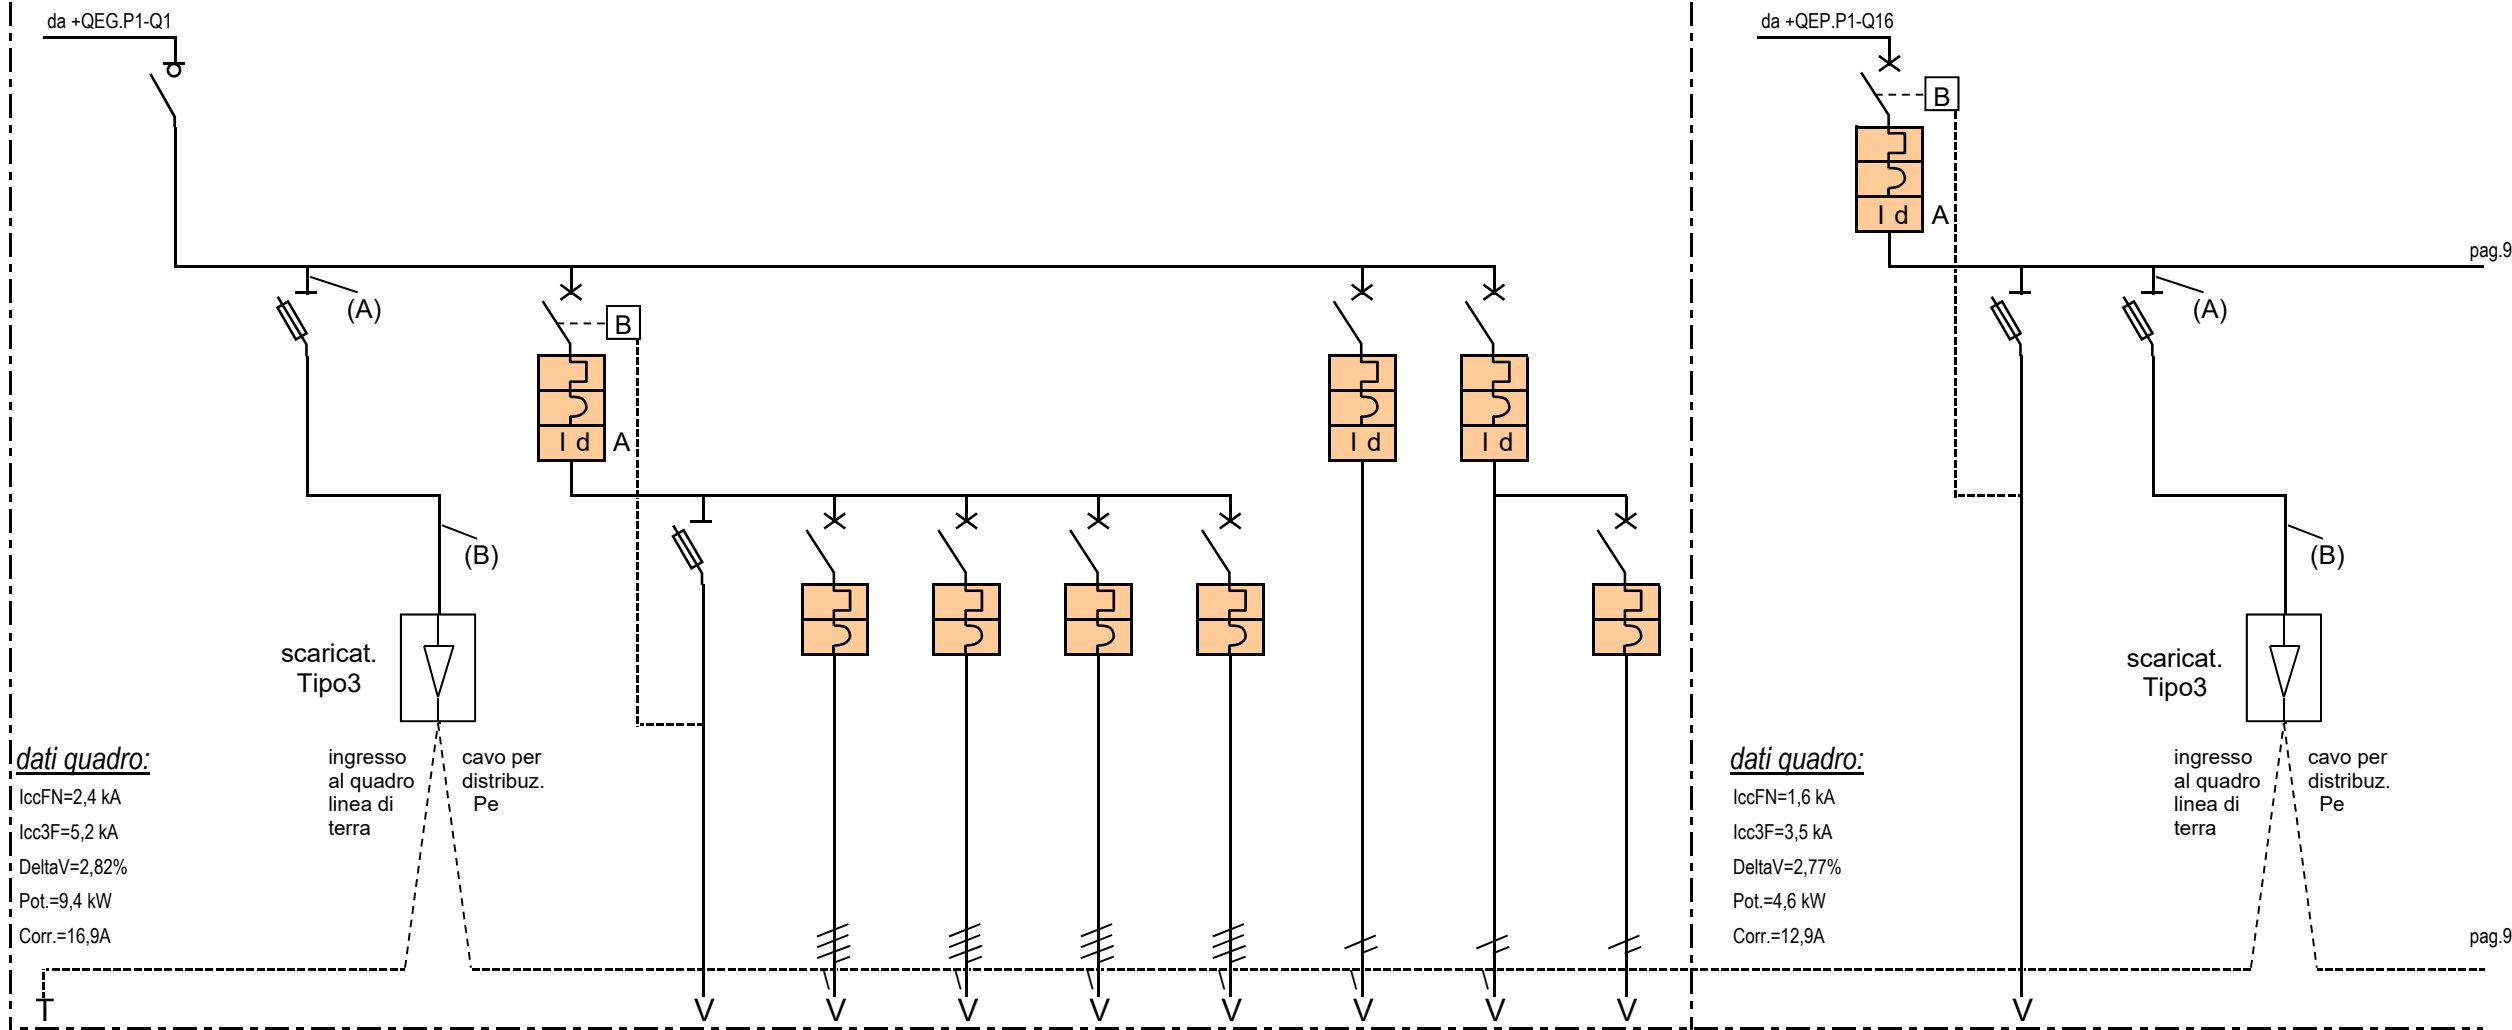 da +QEG.P1-Q1
da +QEP.P1-Q16
B
I d A
pag.9
(A)
(A)
B
I d A
I d
I d
(B)
(B)
scaricat.
Tipo3
scaricat.
Tipo3
dati quadro:
IccFN=2,4 kA
Icc3F=5,2 kA
DeltaV=2,82%
Pot.=9,4 kW
Corr.=16,9A
ingresso
al quadro
linea di
terra
cavo per
distribuz.
Pe
dati quadro:
IccFN=1,6 kA
Icc3F=3,5 kA
DeltaV=2,77%
Pot.=4,6 kW
Corr.=12,9A
ingresso
al quadro
linea di
terra
cavo per
distribuz.
Pe
pag.9
T
V
V
V
V
V
V
V
V
V